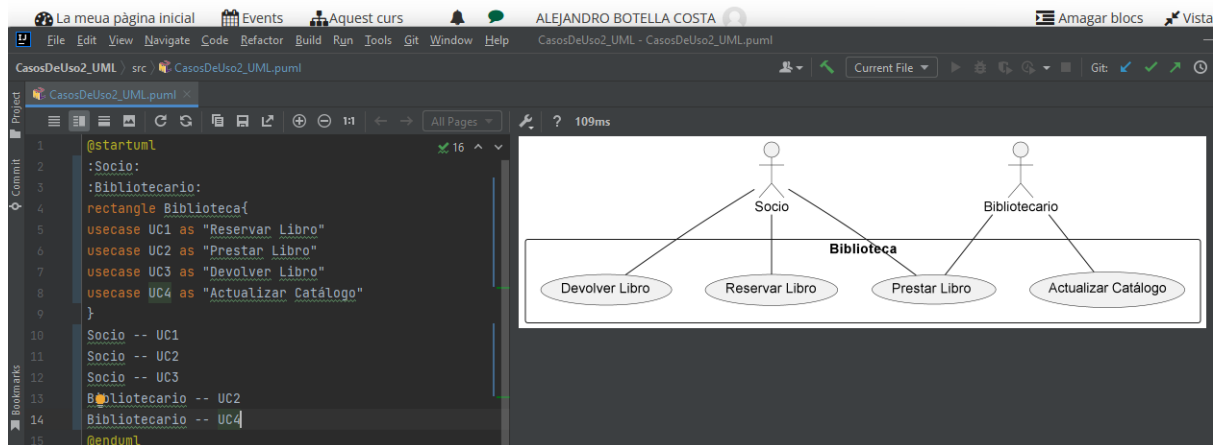 La meua pàgina inicial Events Aquest curs ALEJANDRO BOTELLA COSTA Amagar blocs Vista
File Edit View Navigate Code Refactor Build Run Tools Git Window Help CasosDeUso2_UML - CasosDeUso2_UML.puml
CasosDeUso2_UML src CasosDeUso2_UML.puml Current File Git:
Project
CasosDeUso2_UML.puml
1:1 All Pages ? 109ms
1 @startuml 16
2 :Socio:
3 :Bibliotecario:
4 rectangle Biblioteca{
5 usecase UC1 as "Reservar Libro"
6 usecase UC2 as "Prestar Libro"
7 usecase UC3 as "Devolver Libro"
8 usecase UC4 as "Actualizar Catálogo"
9 }
10 Socio -- UC1
11 Socio -- UC2
12 Socio -- UC3
13 Bibliotecario -- UC2
14 Bibliotecario -- UC4
15 @enduml
Commit
Bookmarks
Socio
Bibliotecario
Biblioteca
Devolver Libro
Reservar Libro
Prestar Libro
Actualizar Catálogo